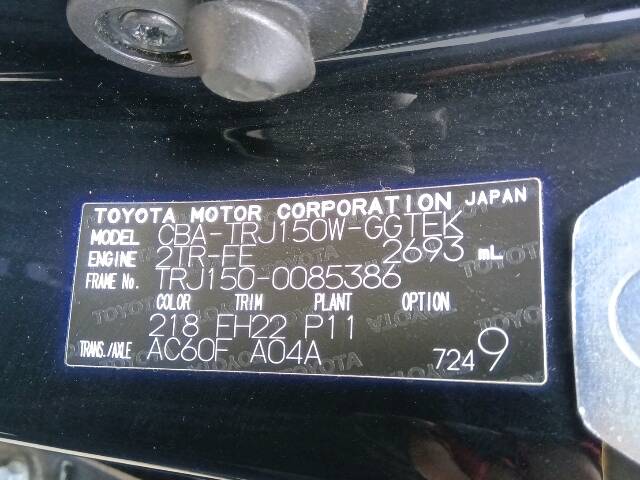 TOYOTA MOTOR CORPORATION JAPAN
MODEL CBA-TRJ150W-GGTEK
ENGINE 2TR-FE 2693 mL
FRAME No. TRJ150-0085386
COLOR TRIM PLANT OPTION
218 FH22 P11
TRANS./AXLE AC60F A04A 7249